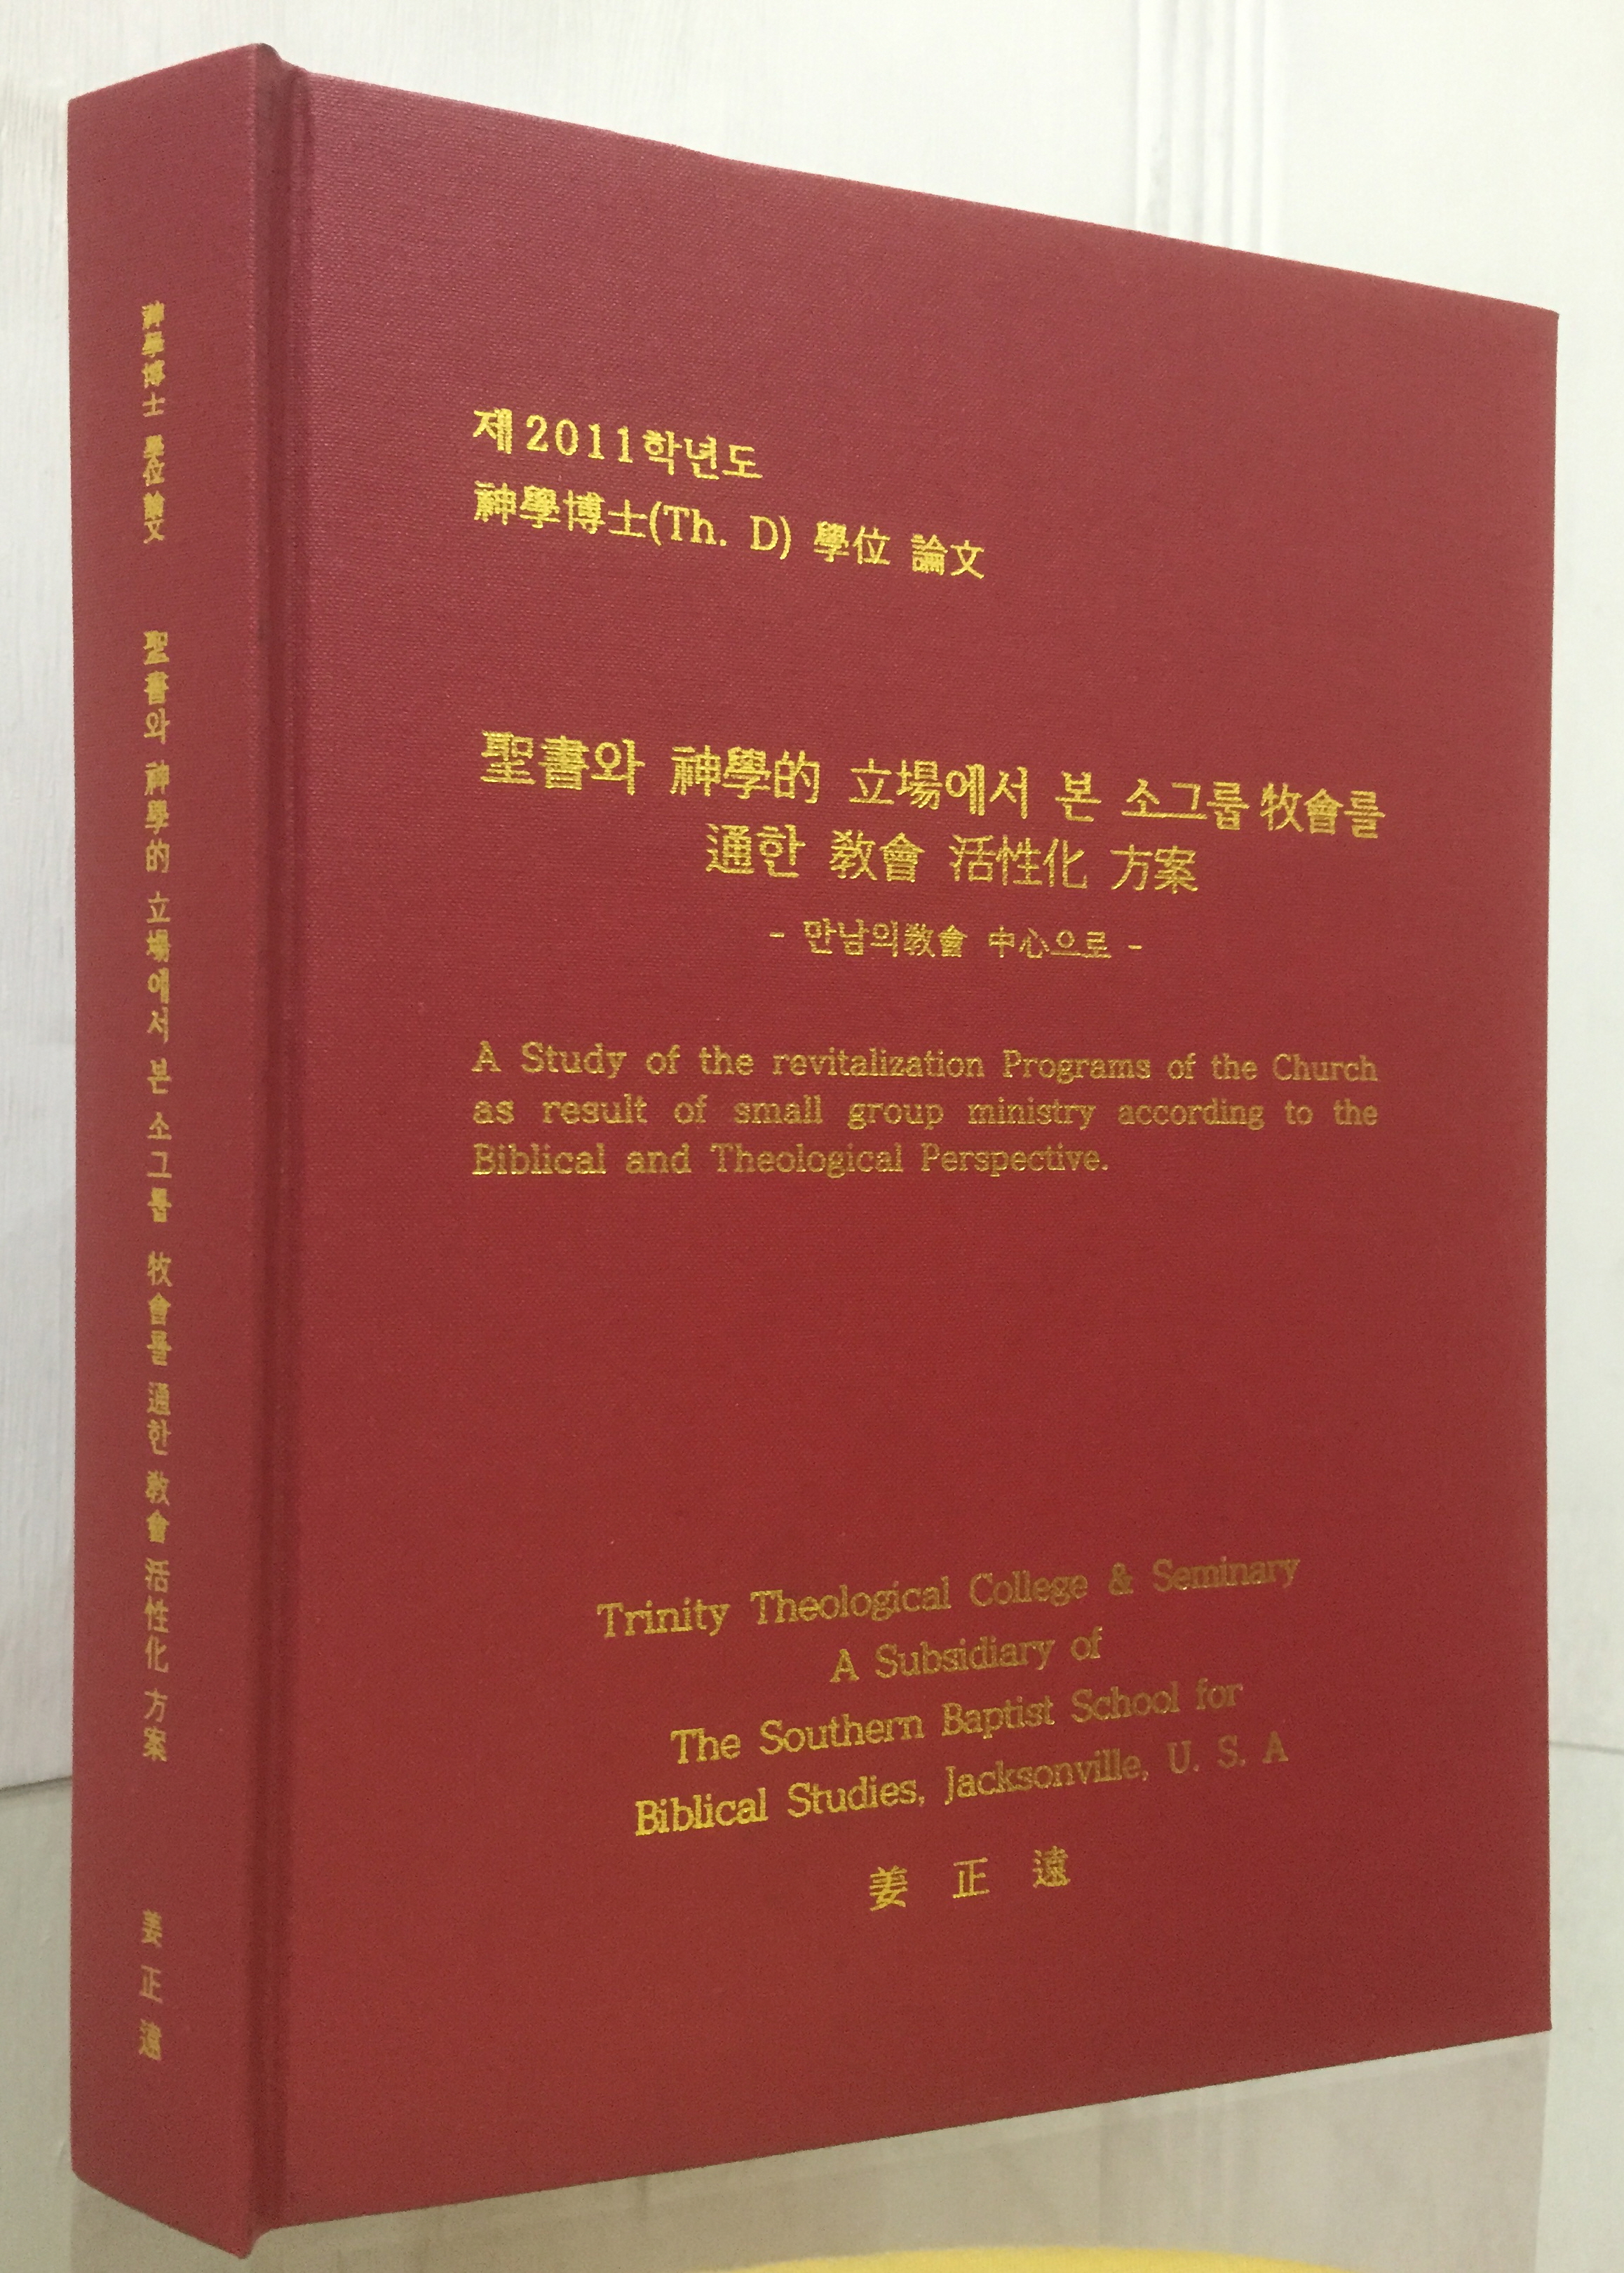 제2011학년도
神學博士(Th. D) 學位 論文
聖書와 神學的 立場에서 본 소그룹 牧會를
通한 敎會 活性化 方案
- 만남의敎會 中心으로 -
A Study of the revitalization Programs of the Church
as result of small group ministry according to the
Biblical and Theological Perspective.
Trinity Theological College & Seminary
A Subsidiary of
The Southern Baptist School for
Biblical Studies, Jacksonville, U. S. A
姜 正 遠
神學博士 學位論文 聖書와 神學的 立場에서 본 소그룹 牧會를 通한 敎會 活性化 方案 姜 正 遠